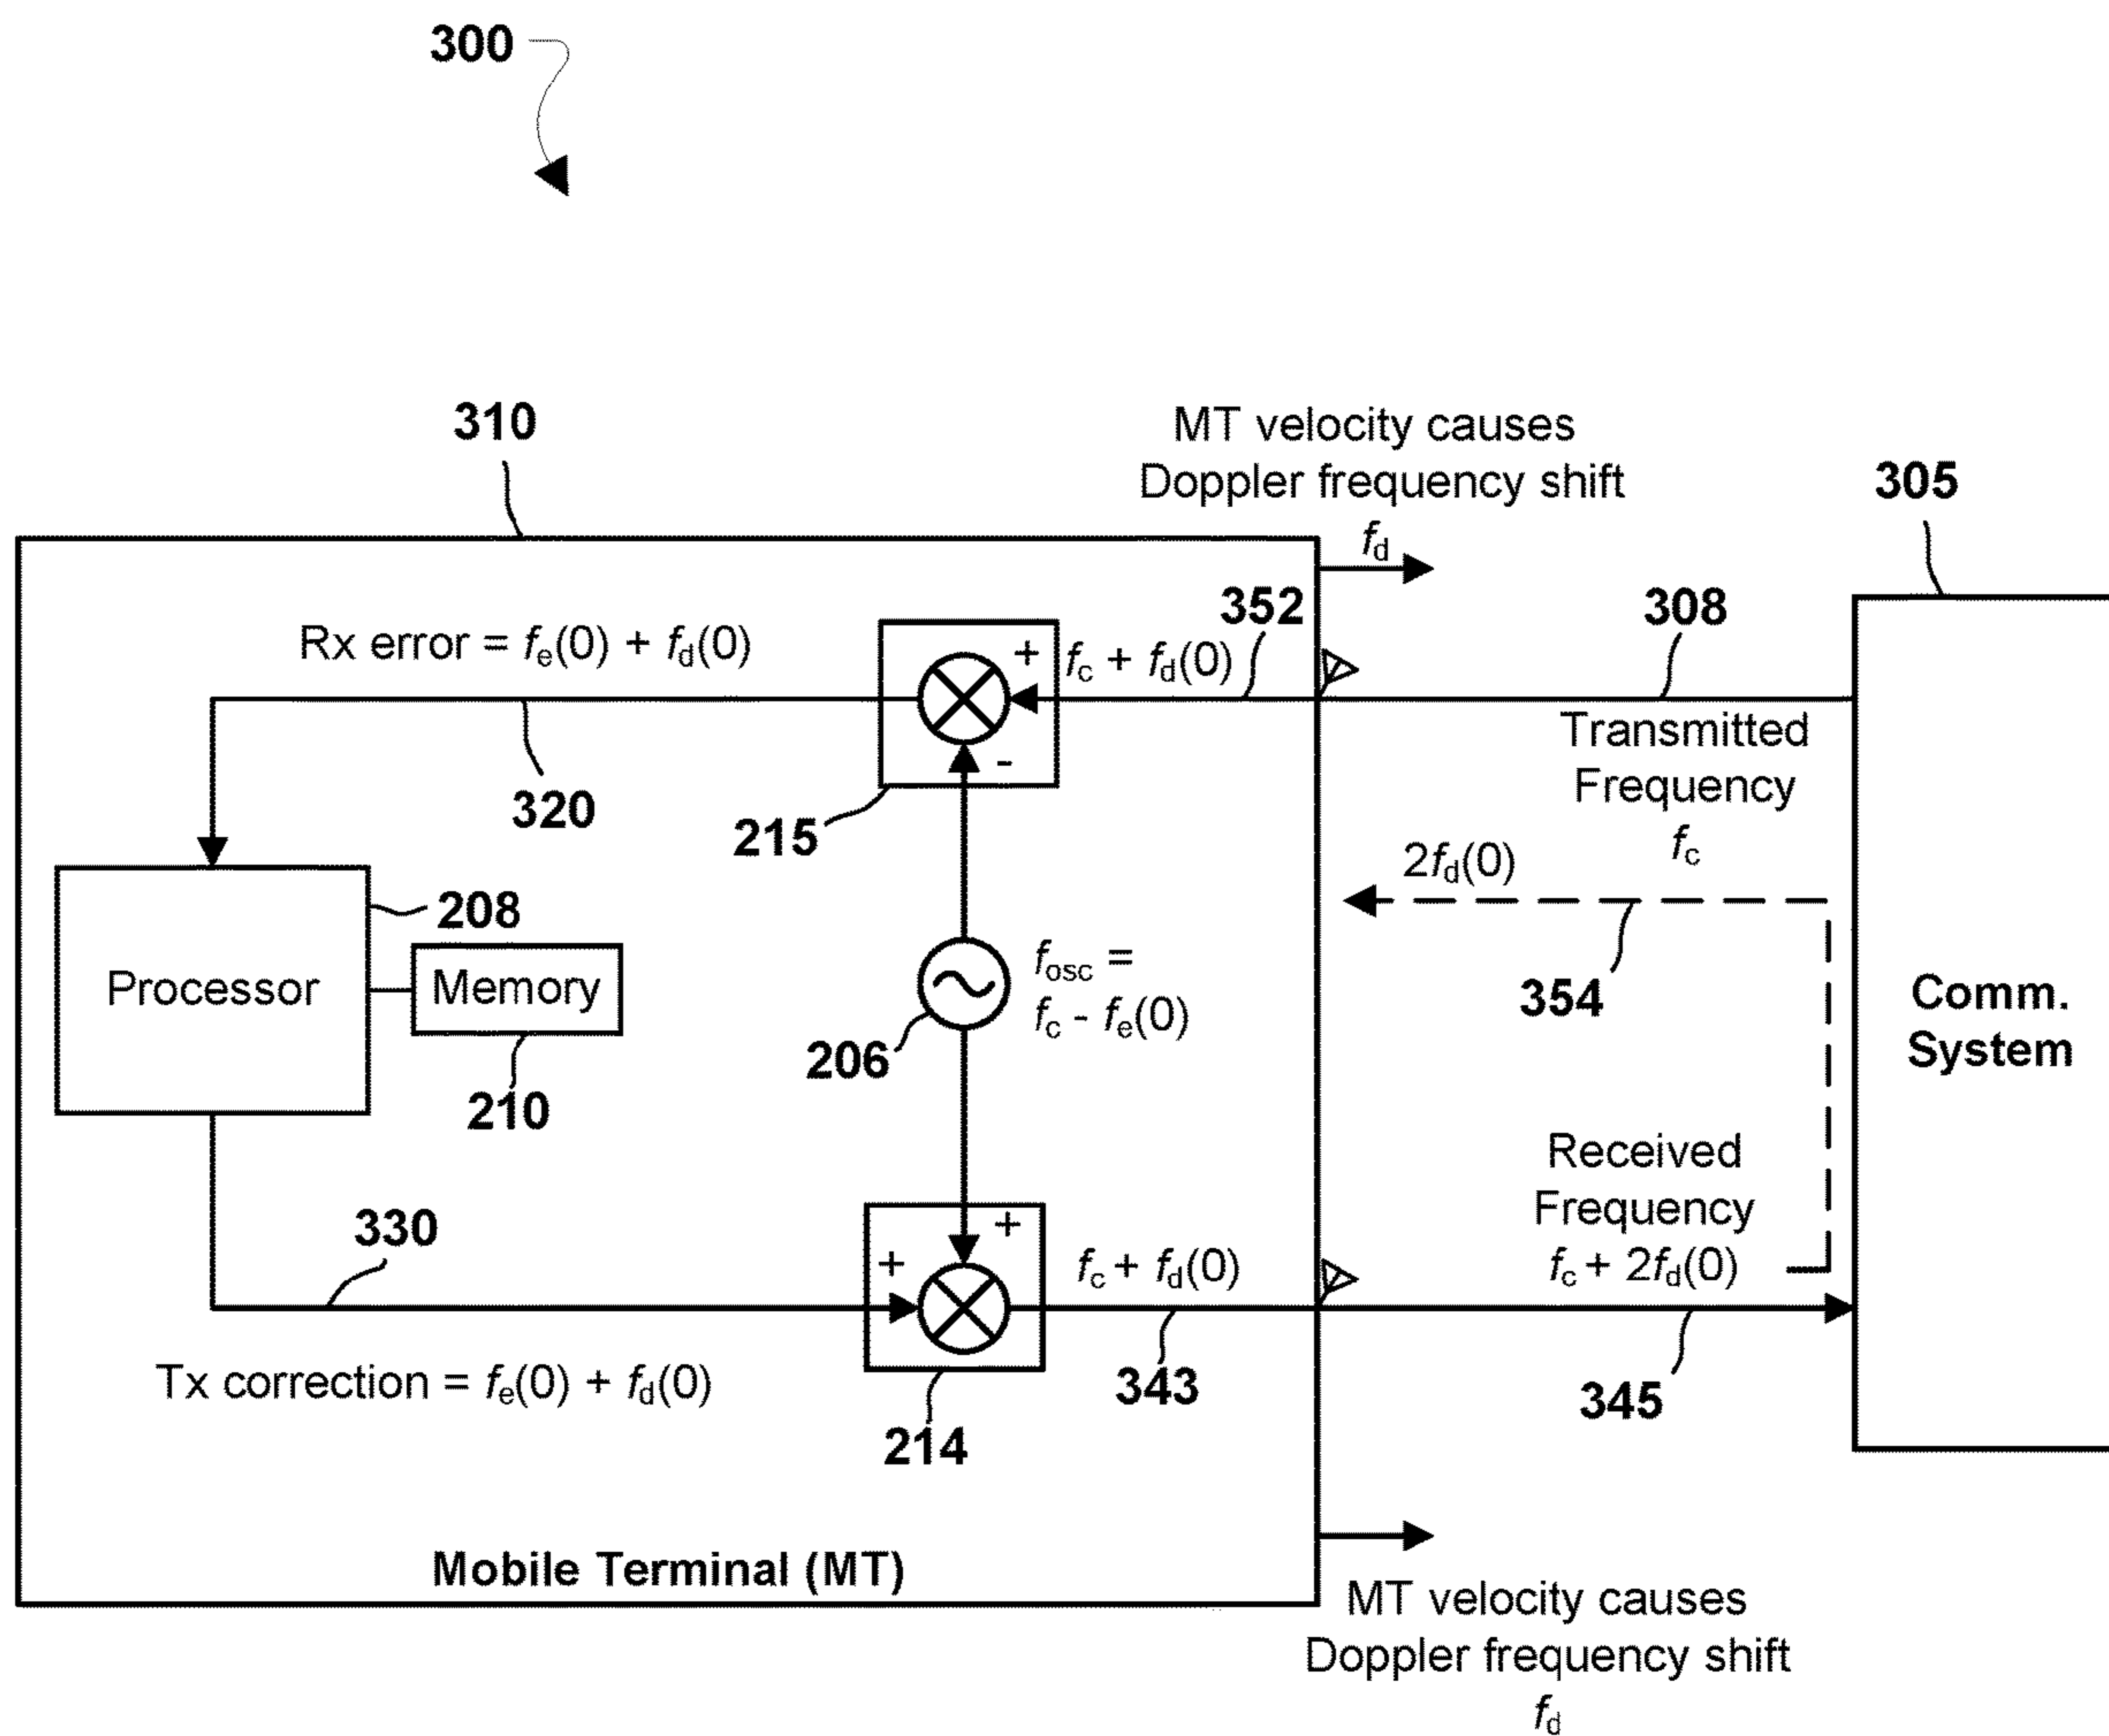 300
310
MT velocity causes
Doppler frequency shift
fd
305
352
308
Rx error = fe(0) + fd(0)
+
fc + fd(0)
Transmitted
Frequency
fc
-
320
215
2fd(0)
208
Processor
Memory
fosc =
fc - fe(0)
354
Comm.
System
206
210
Received
Frequency
fc + 2fd(0)
330
+
+
fc + fd(0)
Tx correction = fe(0) + fd(0)
343
345
214
Mobile Terminal (MT)
MT velocity causes
Doppler frequency shift
fd